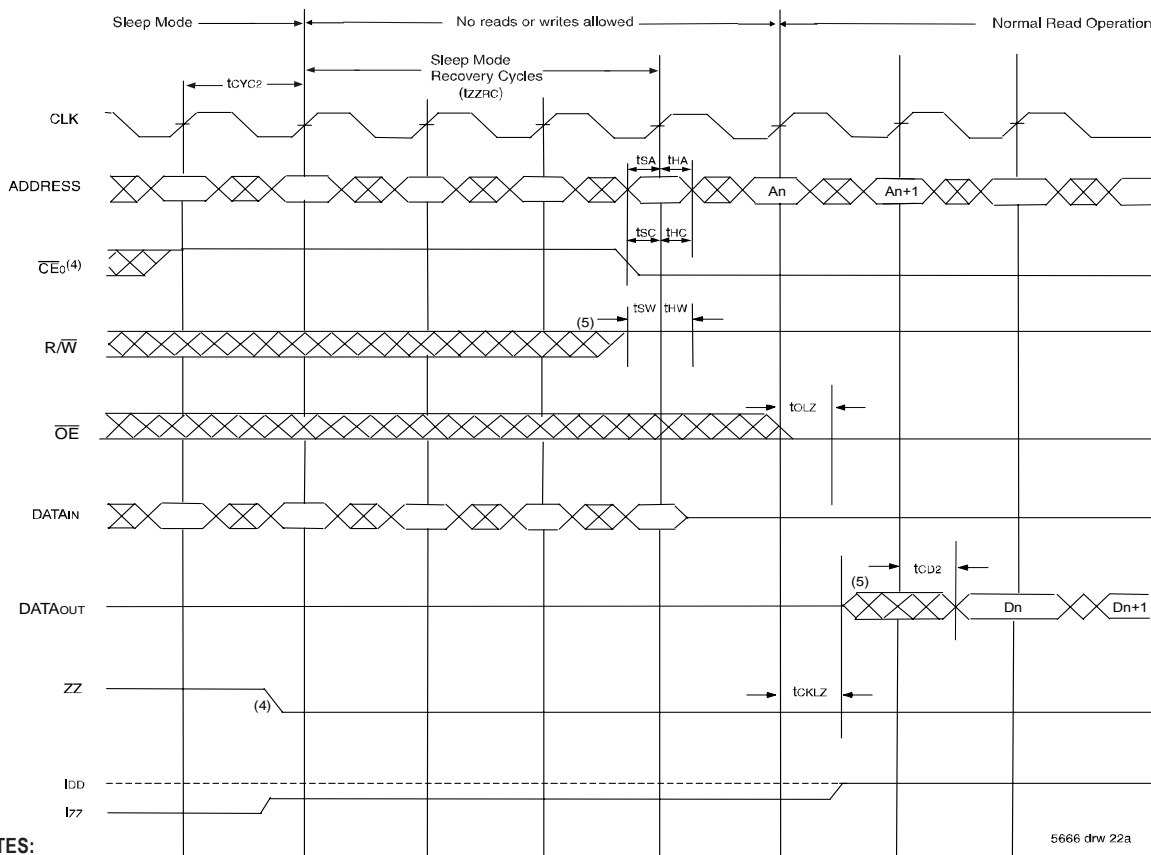 Sleep Mode No reads or writes allowed Normal Read Operation
Sleep Mode
Recovery Cycles
(tZZRC)
tCYC2
CLK
tSA tHA
ADDRESS An An+1
tSC tHC
CE0(4)
tSW tHW
(5)
R/W
tOLZ
OE
DATAIN
tCD2
(5)
DATAOUT Dn Dn+1
ZZ
(4)
tCKLZ
IDD
IZZ
5666 drw 22a
TES: